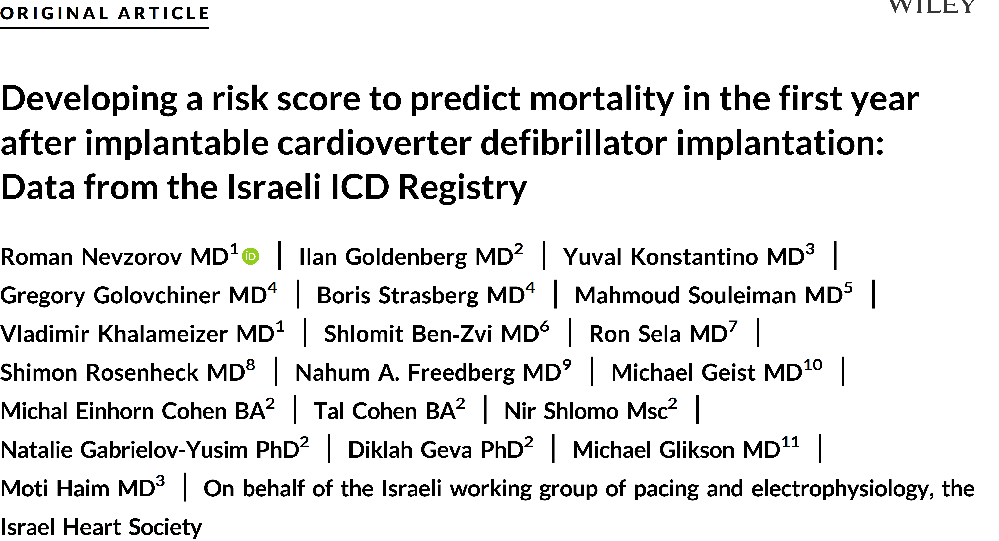 ORIGINAL ARTICLE
WILEY
Developing a risk score to predict mortality in the first year
after implantable cardioverter defibrillator implantation:
Data from the Israeli ICD Registry
Roman Nevzorov MD1 iD | Ilan Goldenberg MD2 | Yuval Konstantino MD3 |
Gregory Golovchiner MD4 | Boris Strasberg MD4 | Mahmoud Souleiman MD5 |
Vladimir Khalameizer MD1 | Shlomit Ben-Zvi MD6 | Ron Sela MD7 |
Shimon Rosenheck MD8 | Nahum A. Freedberg MD9 | Michael Geist MD10 |
Michal Einhorn Cohen BA2 | Tal Cohen BA2 | Nir Shlomo Msc2 |
Natalie Gabrielov-Yusim PhD2 | Diklah Geva PhD2 | Michael Glikson MD11 |
Moti Haim MD3 | On behalf of the Israeli working group of pacing and electrophysiology, the
Israel Heart Society